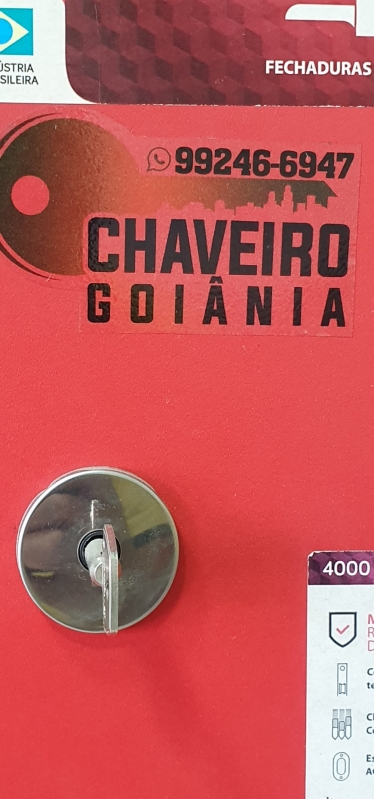 ÚSTRIA
SILEIRA
FECHADURAS
99246-6947
CHAVEIRO
GOIÂNIA
4000